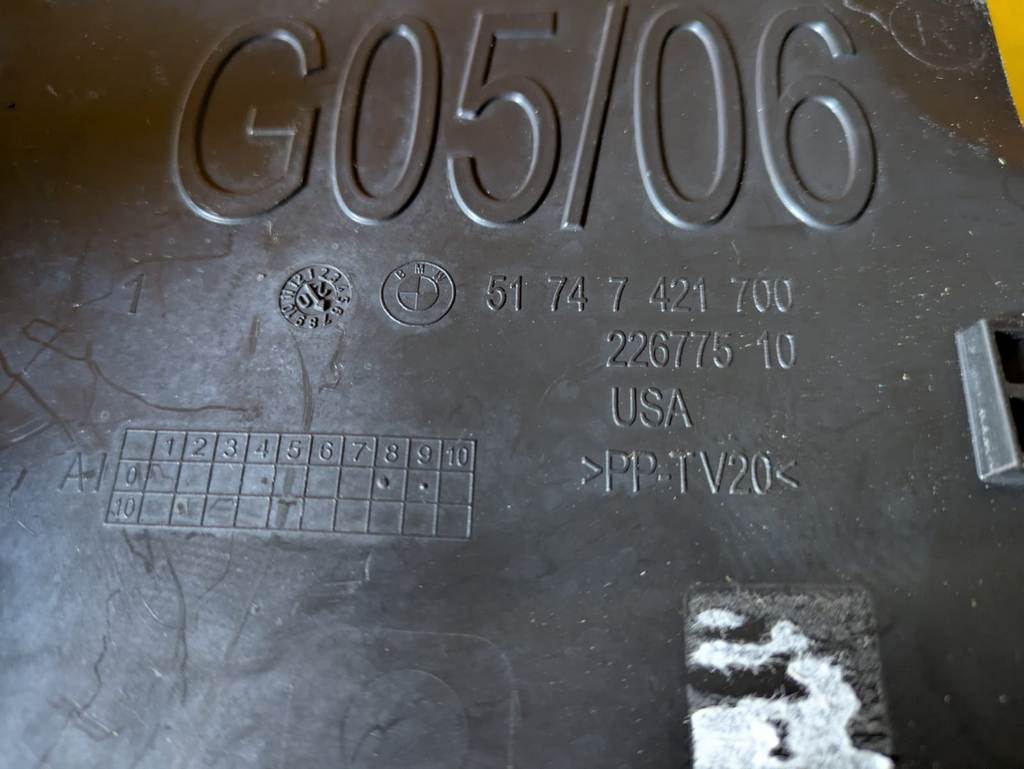 G05/06
1 BMW 51 74 7 421 700
226775 10
USA
AI
1 2 3 4 5 6 7 8 9 10
0
10
>PP-TV20<